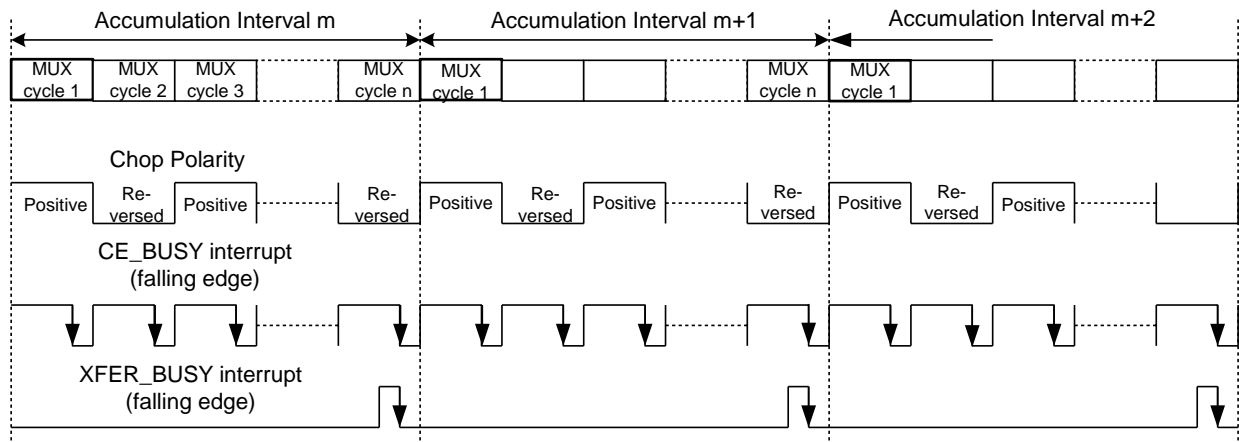 Accumulation Interval m
Accumulation Interval m+1
Accumulation Interval m+2
MUX cycle 1
MUX cycle 2
MUX cycle 3
MUX cycle n
MUX cycle 1
MUX cycle n
MUX cycle 1
Chop Polarity
Positive
Re-
versed
Positive
Re-
versed
Positive
Re-
versed
Positive
Re-
versed
Positive
Re-
versed
Positive
CE_BUSY interrupt
(falling edge)
XFER_BUSY interrupt
(falling edge)